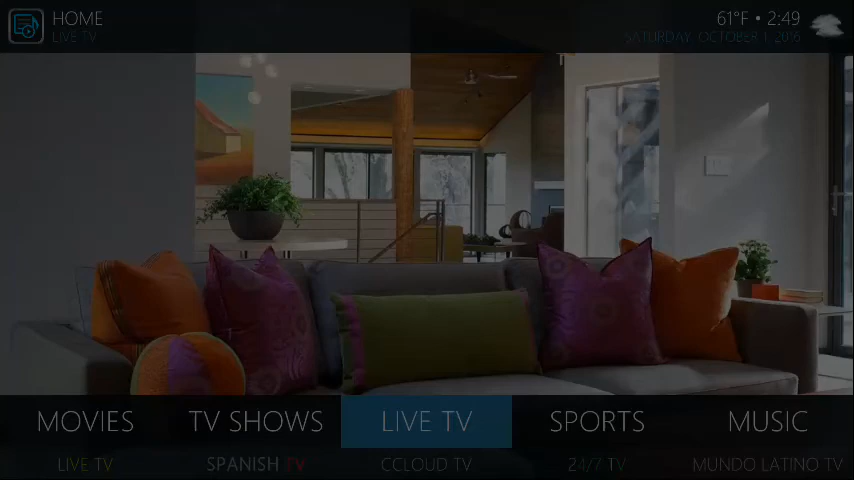 HOME
LIVE TV
61°F • 2:49
SATURDAY, OCTOBER 1, 2016
MOVIES
TV SHOWS
LIVE TV
SPORTS
MUSIC
LIVE TV
SPANISH TV
CCLOUD TV
24/7 TV
MUNDO LATINO TV